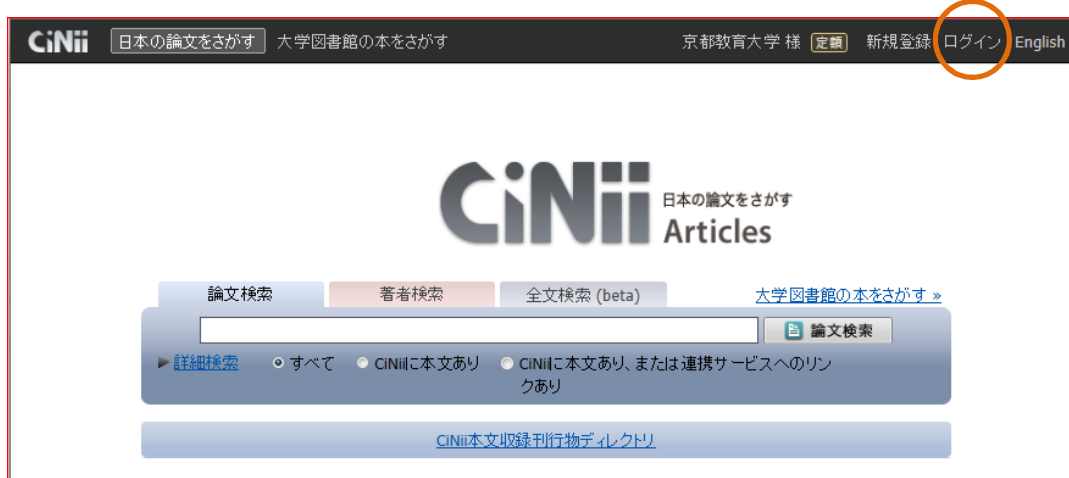 CiNii 日本の論文をさがす 大学図書館の本をさがす 京都教育大学 様 定額 新規登録 ログイン English
CiNii 日本の論文をさがす
Articles
論文検索 著者検索 全文検索 (beta) 大学図書館の本をさがす »
論文検索
詳細検索 すべて CiNiiに本文あり CiNiiに本文あり、または連携サービスへのリン
クあり
CiNii本文収録刊行物ディレクトリ